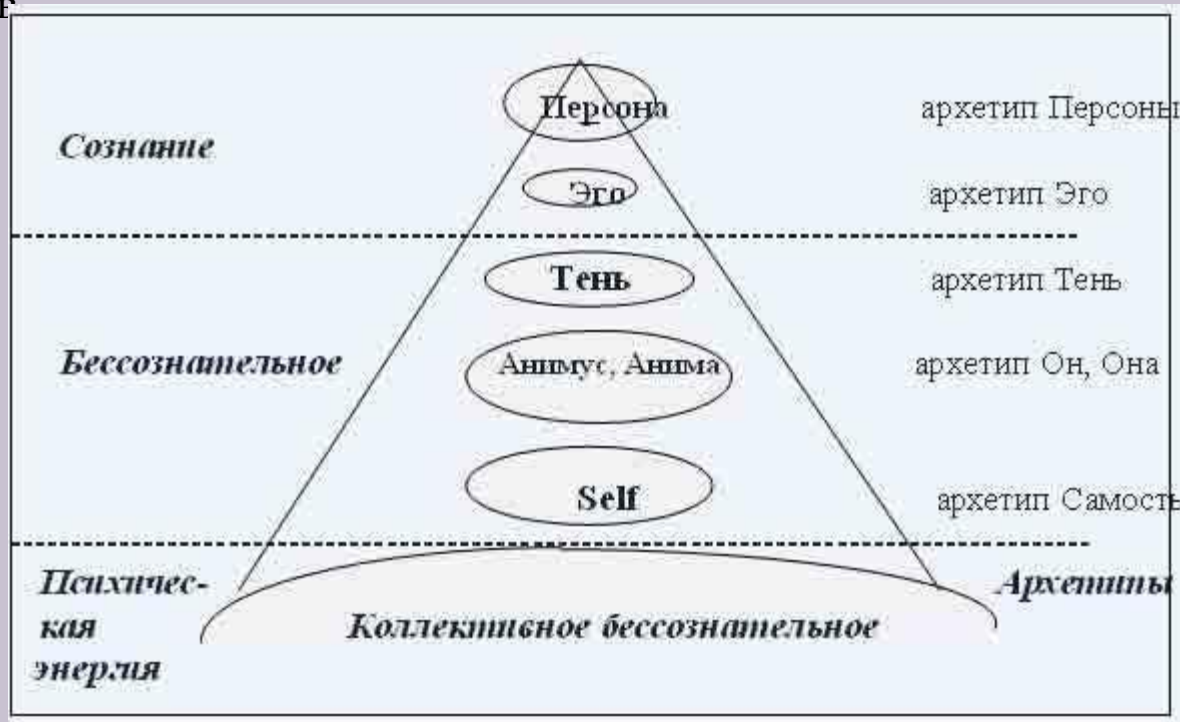 Персона
архетип Персоны
Сознание
Эго
архетип Эго
Тень
архетип Тень
Бессознательное
Анимус, Анима
архетип Он, Она
Self
архетип Самость
Психичес-
кая
энергия
Архетипы
Коллективное бессознательное